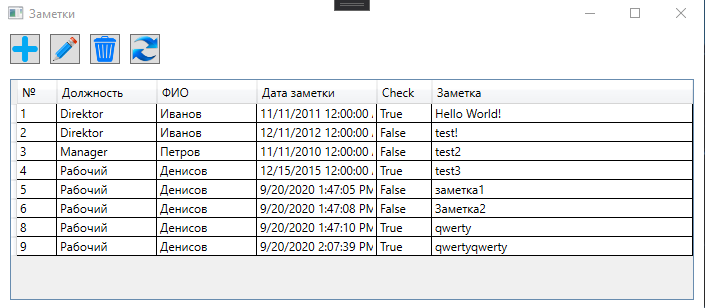 Заметки
№ Должность ФИО Дата заметки Check Заметка
1 Direktor Иванов 11/11/2011 12:00:00 True Hello World!
2 Direktor Иванов 12/11/2012 12:00:00 False test!
3 Manager Петров 11/11/2010 12:00:00 False test2
4 Рабочий Денисов 12/15/2015 12:00:00 True test3
5 Рабочий Денисов 9/20/2020 1:47:05 PM False заметка1
6 Рабочий Денисов 9/20/2020 1:47:08 PM False Заметка2
8 Рабочий Денисов 9/20/2020 1:47:10 PM True qwerty
9 Рабочий Денисов 9/20/2020 2:07:39 PM True qwertyqwerty